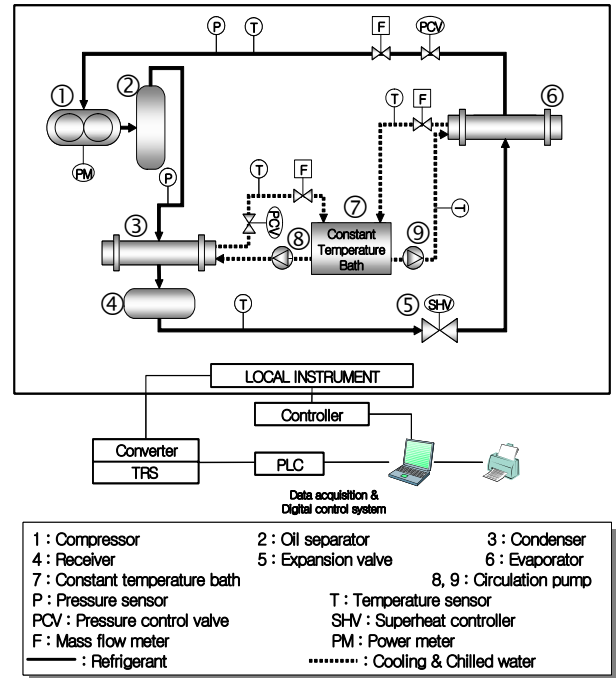 P T F PCV
① ② ⑥
T F
PM
P T F
③ PCV ⑦ T
⑧ Constant ⑨
Temperature
Bath
④ T ⑤ SHV
LOCAL INSTRUMENT
Controller
Converter
TRS PLC
Data acquisition &
Digital control system
1 : Compressor 2 : Oil separator 3 : Condenser
4 : Receiver 5 : Expansion valve 6 : Evaporator
7 : Constant temperature bath 8, 9 : Circulation pump
P : Pressure sensor T : Temperature sensor
PCV : Pressure control valve SHV : Superheat controller
F : Mass flow meter PM : Power meter
: Refrigerant : Cooling & Chilled water